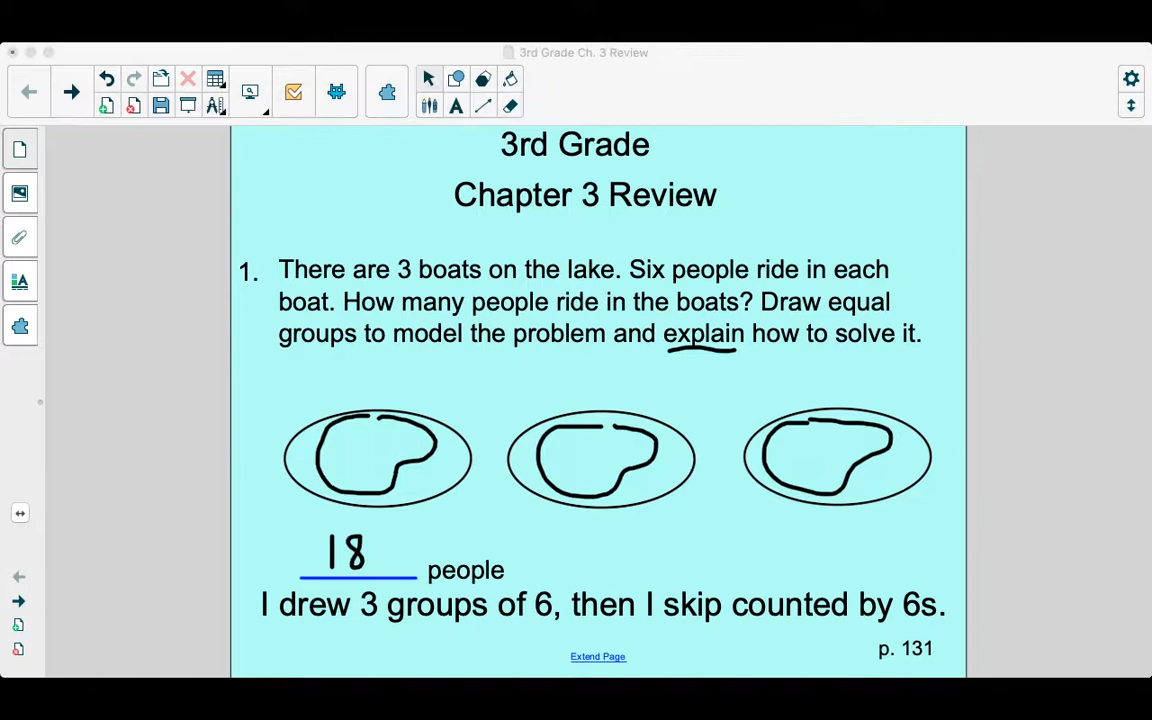 3rd Grade Ch. 3 Review
3rd Grade
Chapter 3 Review
1. There are 3 boats on the lake. Six people ride in each
boat. How many people ride in the boats? Draw equal
groups to model the problem and explain how to solve it.
18 people
I drew 3 groups of 6, then I skip counted by 6s.
p. 131
Extend Page